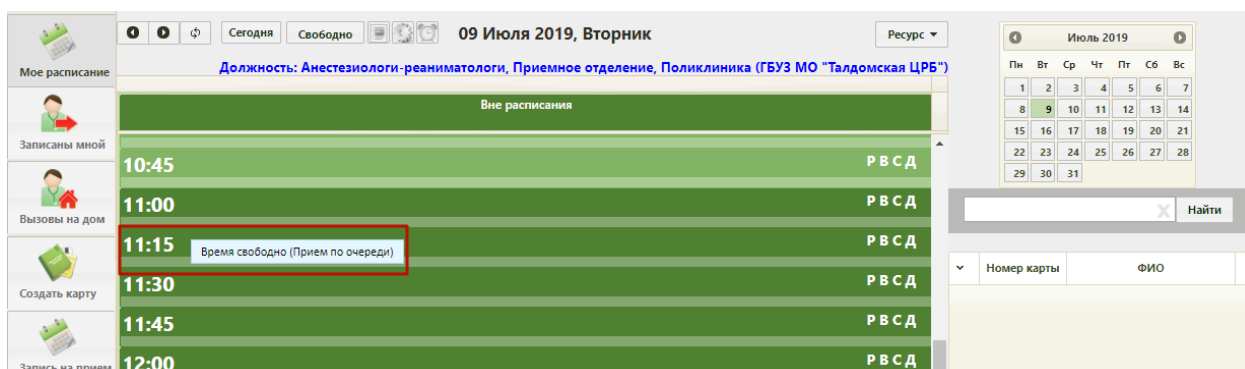 Мое расписание
Записаны мной
Вызовы на дом
Создать карту
Запись на прием
Сегодня Свободно 09 Июля 2019, Вторник Ресурс
Должность: Анестезиологи-реаниматологи, Приемное отделение, Поликлиника (ГБУЗ МО "Талдомская ЦРБ")
Вне расписания
10:45 Р В С Д
11:00 Р В С Д
11:15 Время свободно (Прием по очереди) Р В С Д
11:30 Р В С Д
11:45 Р В С Д
12:00 Р В С Д
Июль 2019
Пн Вт Ср Чт Пт Сб Вс
1 2 3 4 5 6 7
8 9 10 11 12 13 14
15 16 17 18 19 20 21
22 23 24 25 26 27 28
29 30 31
X Найти
Номер карты ФИО